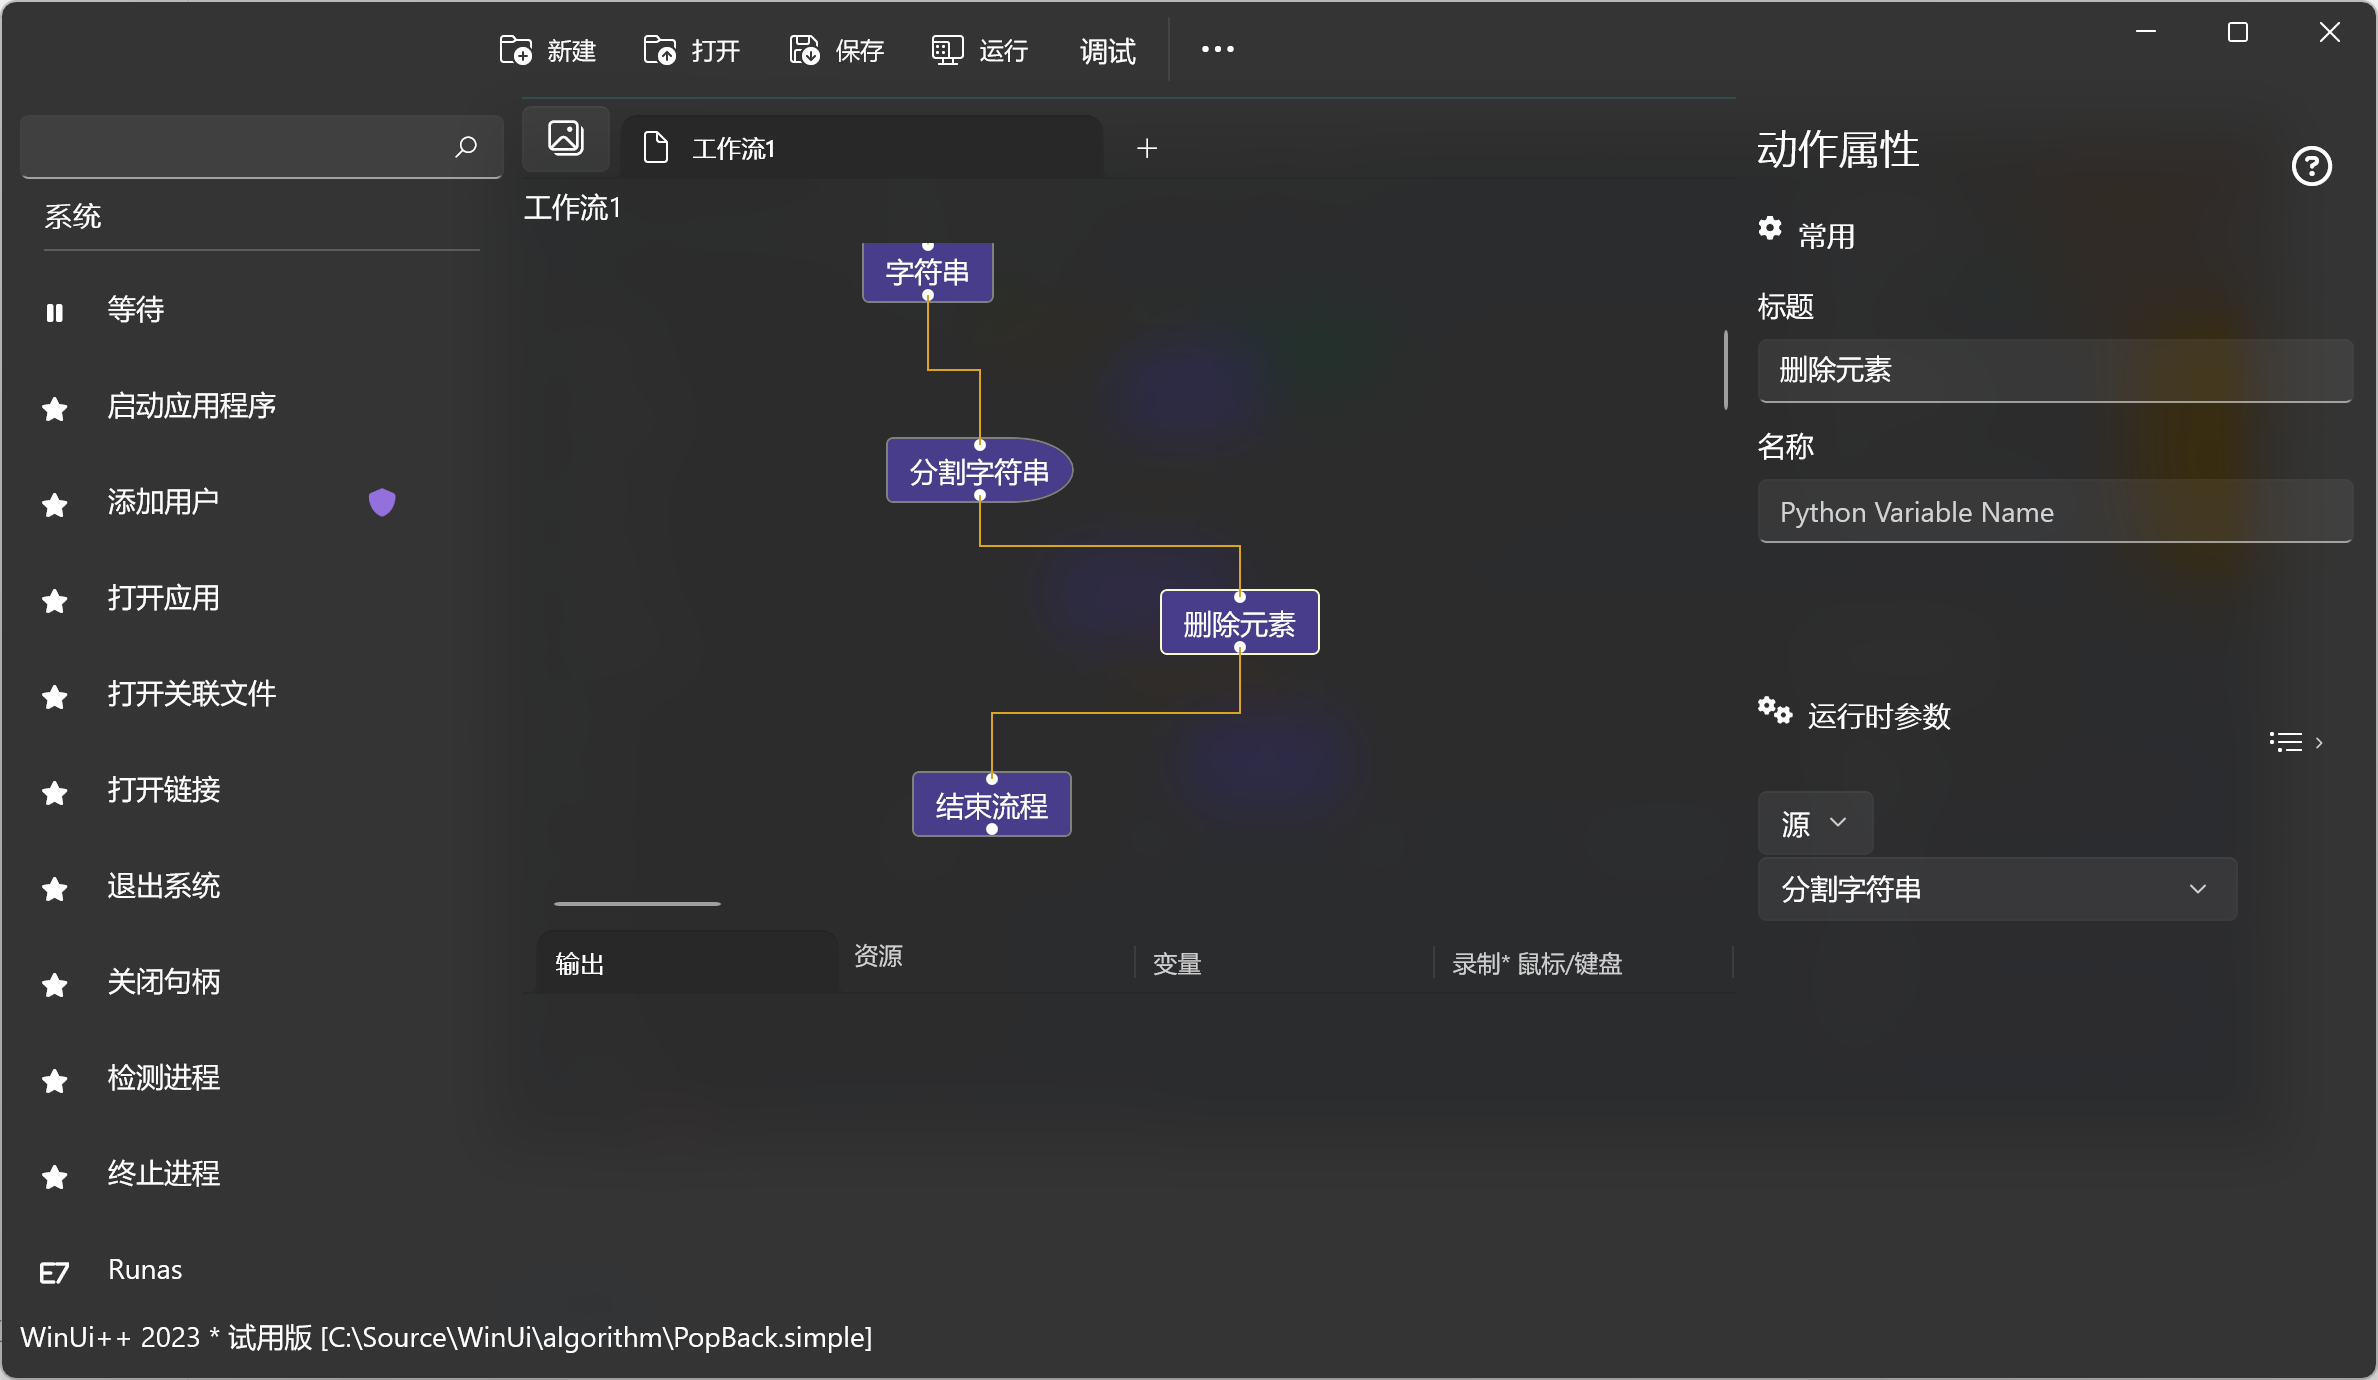 新建 打开 保存 运行 调试
工作流1
系统
等待
启动应用程序
添加用户
打开应用
打开关联文件
打开链接
退出系统
关闭句柄
检测进程
终止进程
Runas
工作流1
字符串
分割字符串
删除元素
结束流程
输出 资源 变量 录制* 鼠标/键盘
动作属性
常用
标题
删除元素
名称
Python Variable Name
运行时参数
源
分割字符串
WinUi++ 2023 * 试用版 [C:\Source\WinUi\algorithm\PopBack.simple]